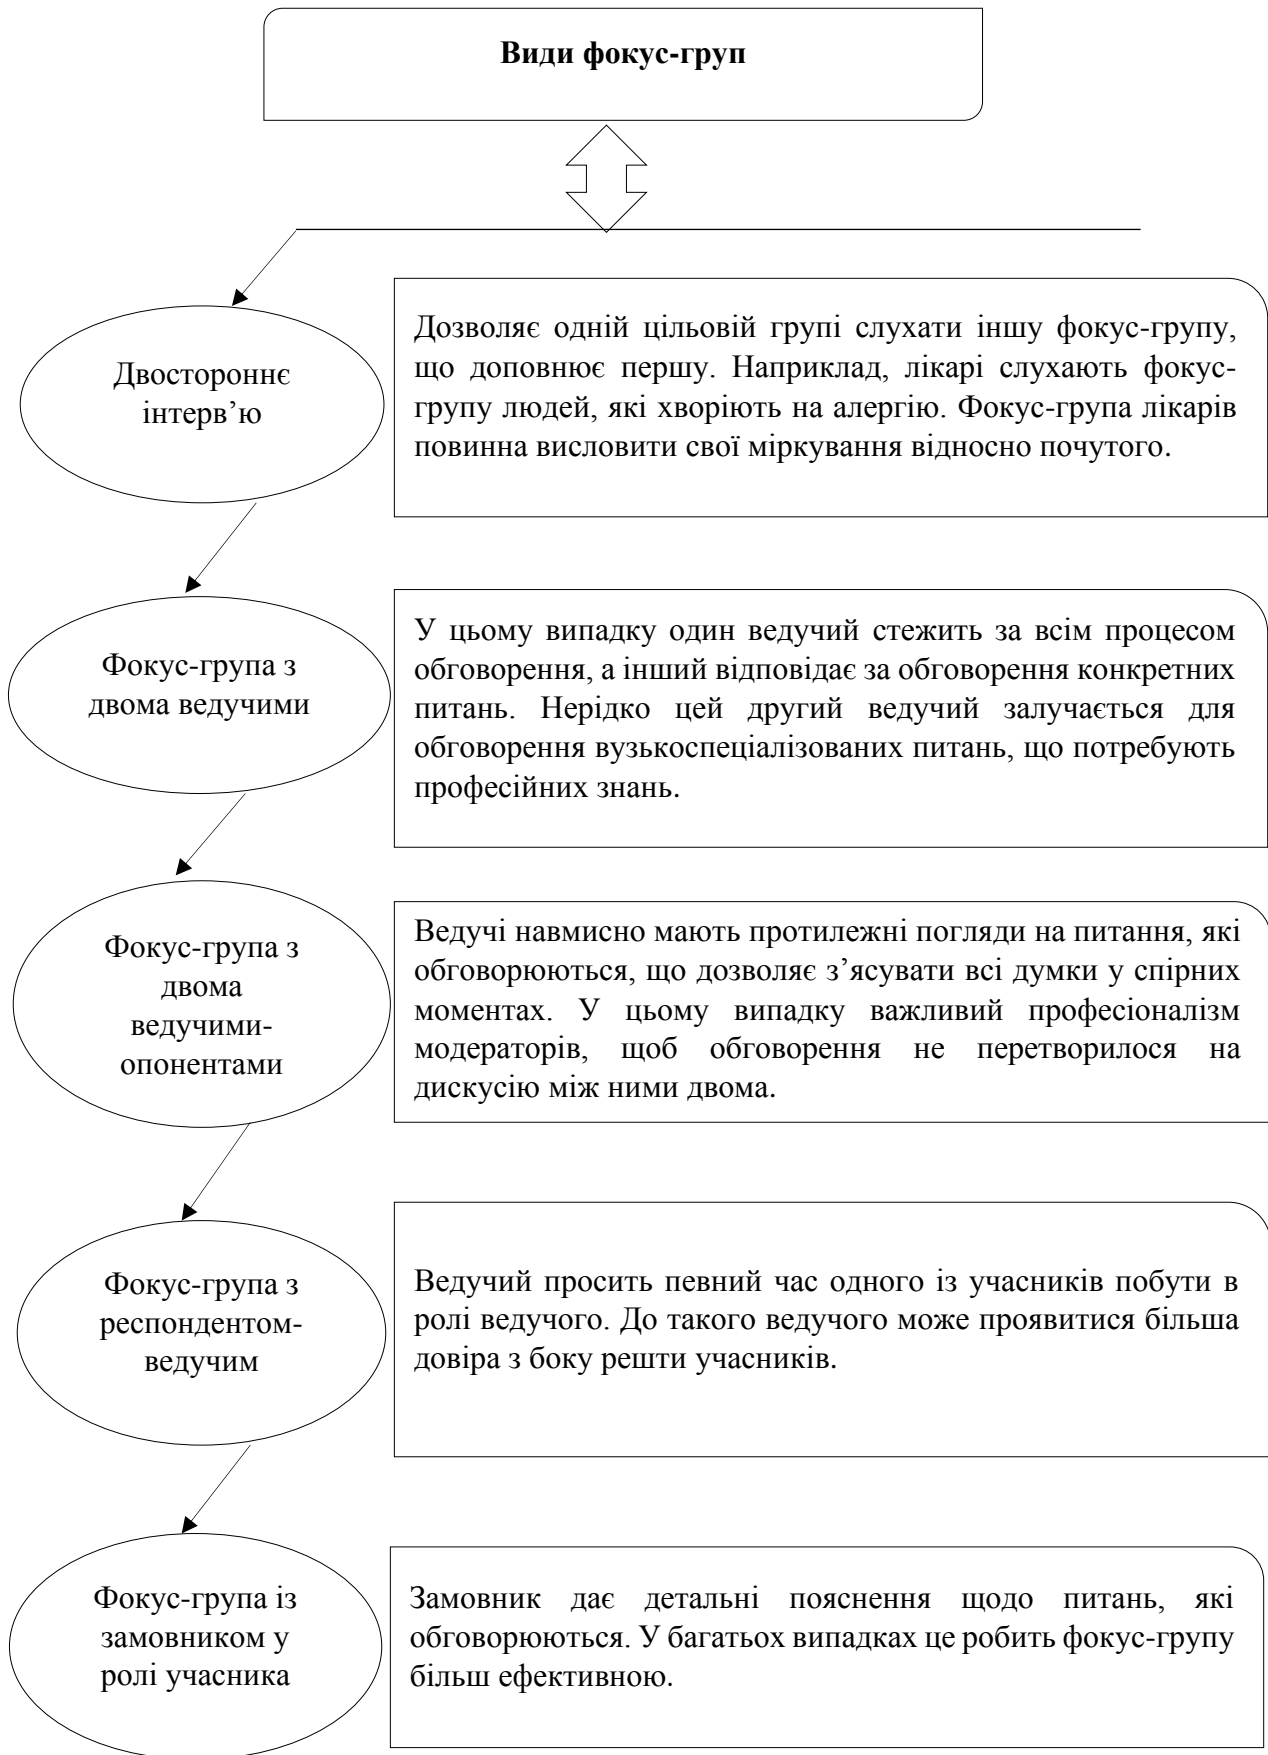 Види фокус-груп
Двостороннє
інтерв’ю
Дозволяє одній цільовій групі слухати іншу фокус-групу,
що доповнює першу. Наприклад, лікарі слухають фокус-
групу людей, які хворіють на алергію. Фокус-група лікарів
повинна висловити свої міркування відносно почутого.
Фокус-група з
двома ведучими
У цьому випадку один ведучий стежить за всім процесом
обговорення, а інший відповідає за обговорення конкретних
питань. Нерідко цей другий ведучий залучається для
обговорення вузькоспеціалізованих питань, що потребують
професійних знань.
Фокус-група з
двома
ведучими-
опонентами
Ведучі навмисно мають протилежні погляди на питання, які
обговорюються, що дозволяє з’ясувати всі думки у спірних
моментах. У цьому випадку важливий професіоналізм
модераторів, щоб обговорення не перетворилося на
дискусію між ними двома.
Фокус-група з
респондентом-
ведучим
Ведучий просить певний час одного із учасників побути в
ролі ведучого. До такого ведучого може проявитися більша
довіра з боку решти учасників.
Фокус-група із
замовником у
ролі учасника
Замовник дає детальні пояснення щодо питань, які
обговорюються. У багатьох випадках це робить фокус-групу
більш ефективною.